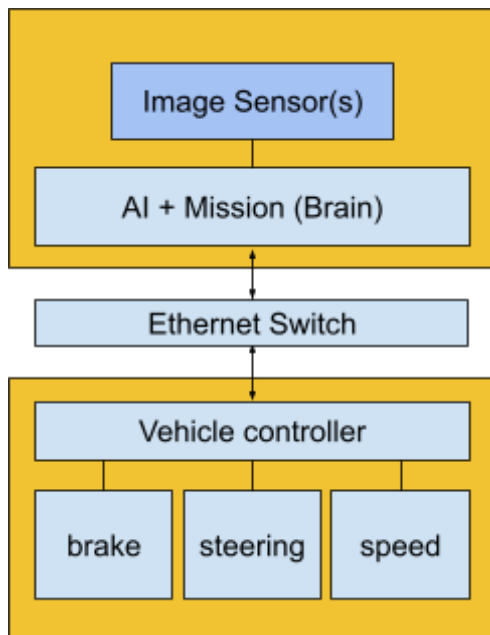 Image Sensor(s)
AI + Mission (Brain)
Ethernet Switch
Vehicle controller
brake
steering
speed